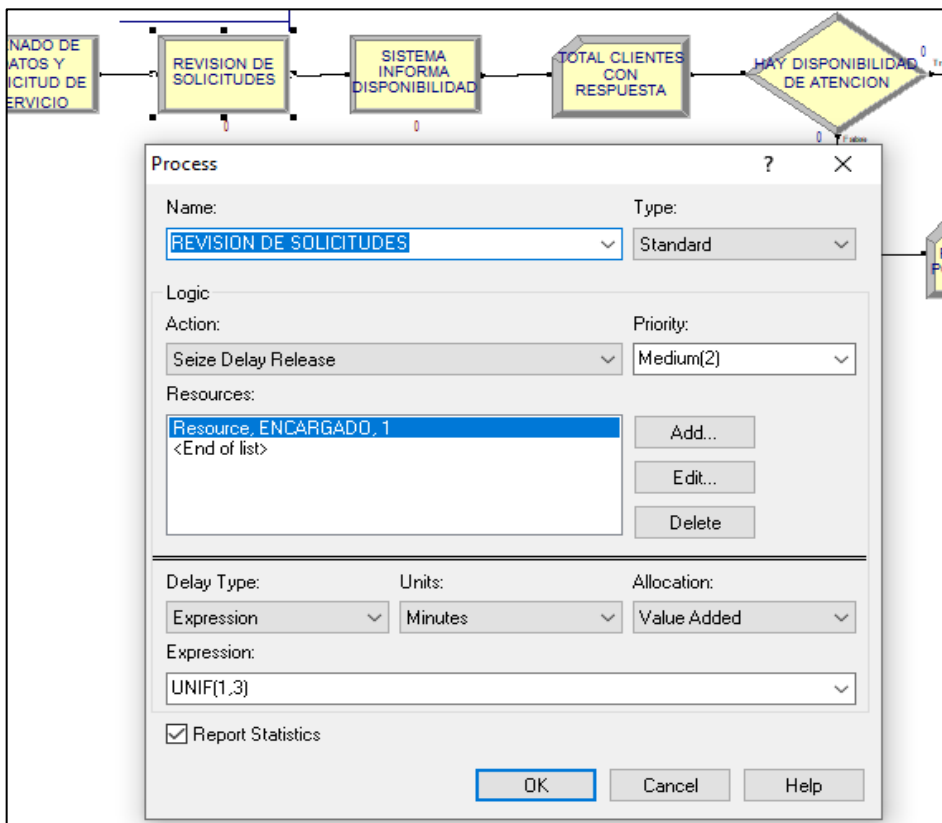 NADO DE
ATOS Y
ICITUD DE
ERVICIO
REVISION DE
SOLICITUDES
SISTEMA
INFORMA
DISPONIBILIDAD
TOTAL CLIENTES
CON
RESPUESTA
HAY DISPONIBILIDAD
DE ATENCION
0
Tr
0
0
0
False
Process
?
Name:
Type:
REVISION DE SOLICITUDES
Standard
Logic
Action:
Priority:
Seize Delay Release
Medium(2)
Resources:
Resource, ENCARGADO, 1
<End of list>
Add...
Edit...
Delete
Delay Type:
Units:
Allocation:
Expression
Minutes
Value Added
Expression:
UNIF(1,3)
Report Statistics
OK
Cancel
Help